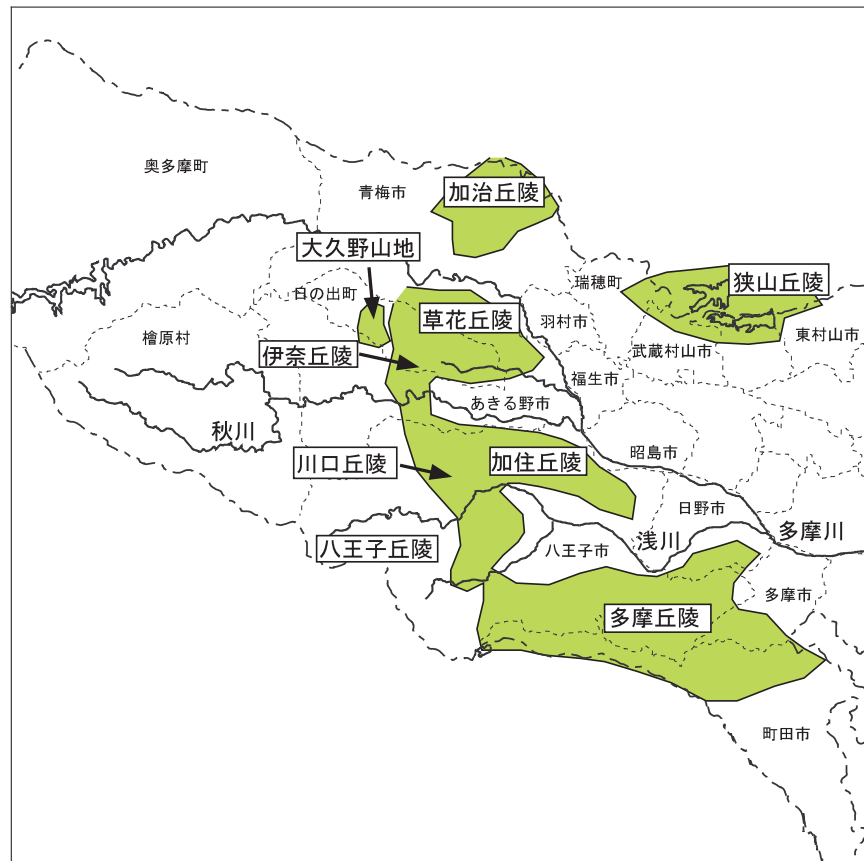 奥多摩町
青梅市
加治丘陵
大久野山地
瑞穂町
狭山丘陵
日の出町
草花丘陵
羽村市
東村山市
檜原村
伊奈丘陵
武蔵村山市
福生市
あきる野市
秋川
川口丘陵
加住丘陵
昭島市
日野市
多摩川
八王子丘陵
八王子市
浅川
多摩市
多摩丘陵
町田市